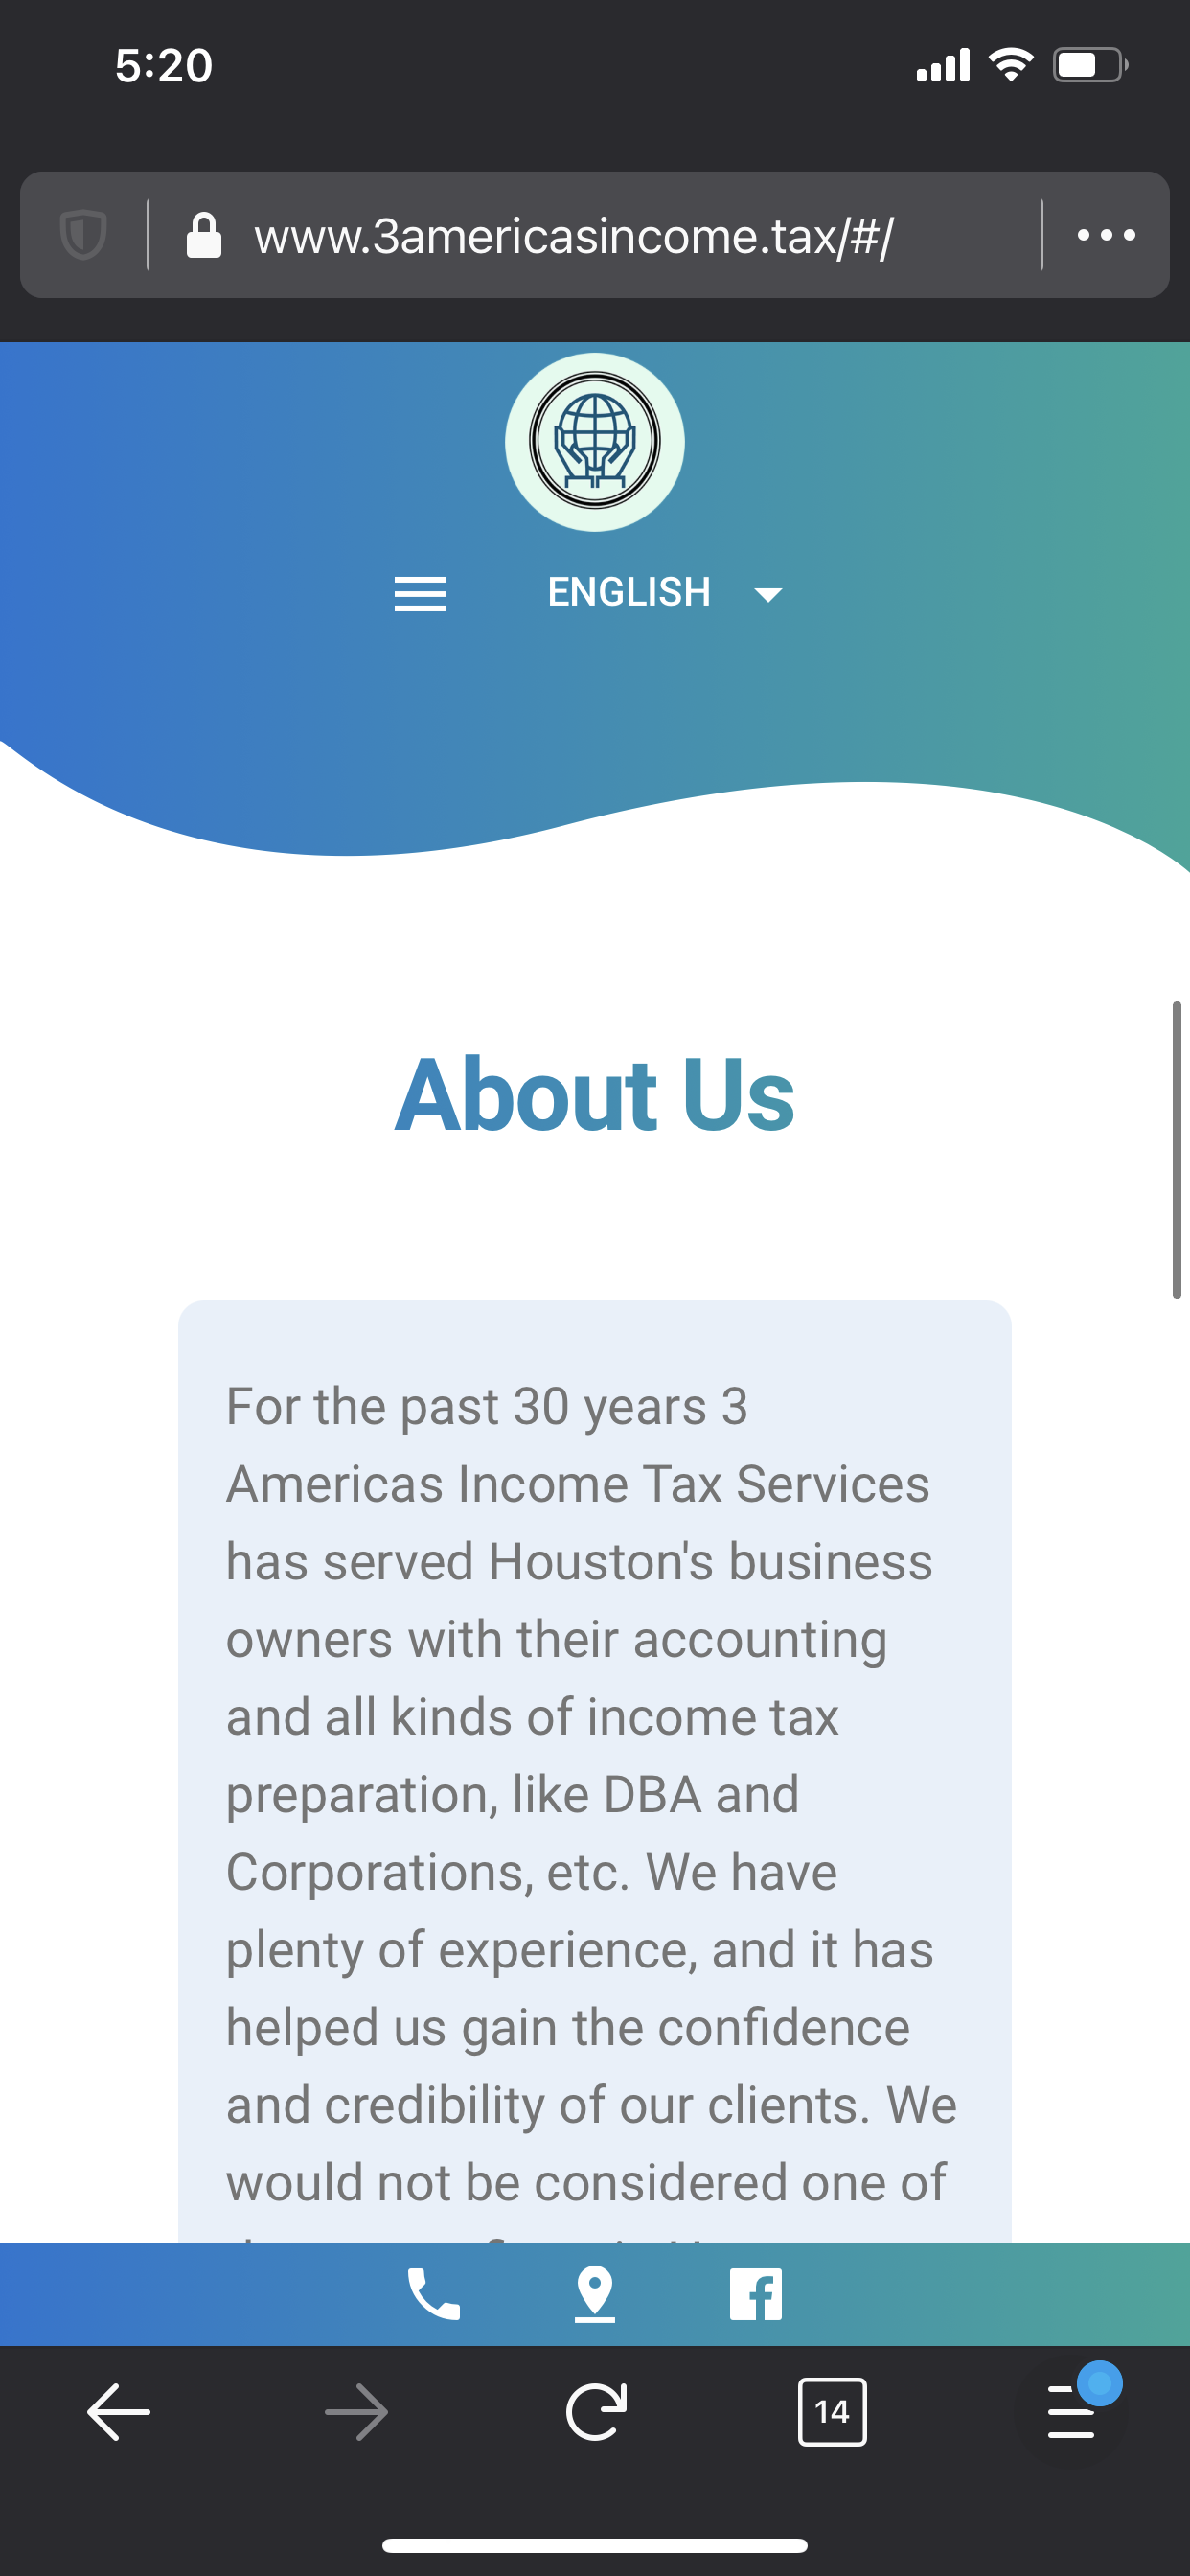 5:20
www.3americasincome.tax/#/
ENGLISH
About Us
For the past 30 years 3
Americas Income Tax Services
has served Houston's business
owners with their accounting
and all kinds of income tax
preparation, like DBA and
Corporations, etc. We have
plenty of experience, and it has
helped us gain the confidence
and credibility of our clients. We
would not be considered one of
14